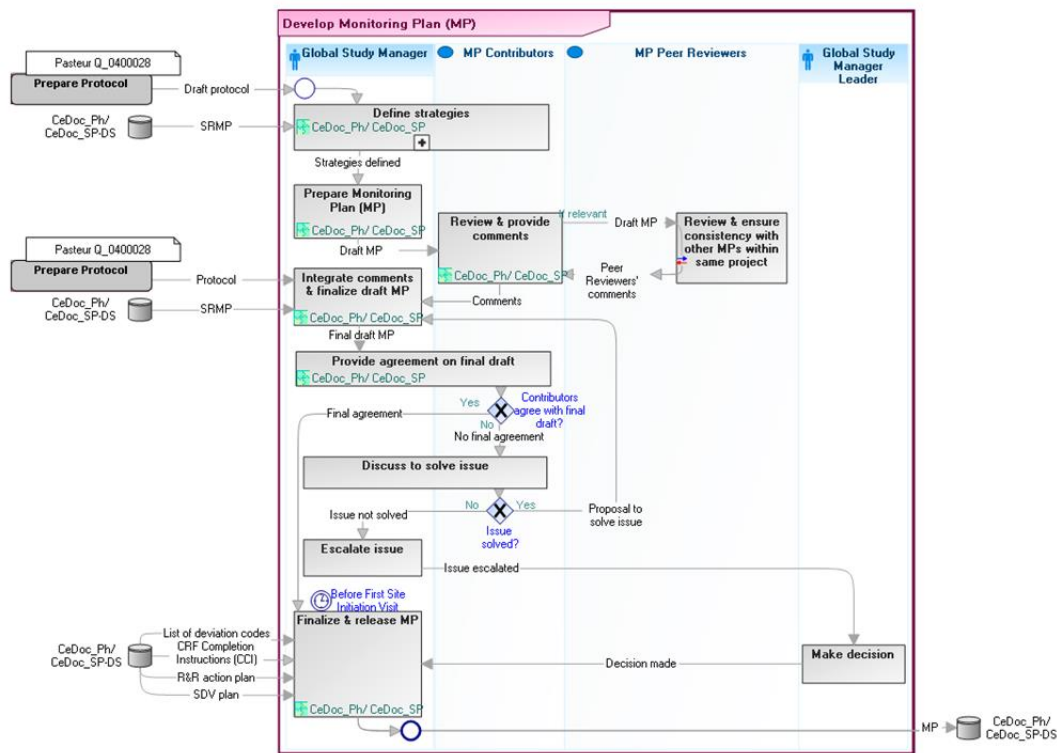 Develop Monitoring Plan (MP)
Global Study Manager
MP Contributors
MP Peer Reviewers
Global Study
Manager
Leader
Pasteur Q_0400028
Prepare Protocol
Draft protocol
CeDoc_Ph/
CeDoc_SP-DS
SRMP
Define strategies
CeDoc_Ph/ CeDoc_SP
Strategies defined
Prepare Monitoring
Plan (MP)
CeDoc_Ph/ CeDoc_SP
Draft MP
Review & provide
comments
CeDoc_Ph/ CeDoc_SP
If relevant
Draft MP
Review & ensure
consistency with
other MPs within
same project
Peer
Reviewers'
comments
Comments
Pasteur Q_0400028
Prepare Protocol
Protocol
CeDoc_Ph/
CeDoc_SP-DS
SRMP
Integrate comments
& finalize draft MP
CeDoc_Ph/ CeDoc_SP
Final draft MP
Provide agreement on final draft
CeDoc_Ph/ CeDoc_SP
Yes
Final agreement
Contributors
agree with final
draft?
No
No final agreement
Discuss to solve issue
No
Yes
Issue not solved
Issue
solved?
Proposal to
solve issue
Escalate issue
Issue escalated
Before First Site
Initiation Visit
Finalize & release MP
CeDoc_Ph/
CeDoc_SP-DS
List of deviation codes
CRF Completion
Instructions (CCI)
R&R action plan
SDV plan
CeDoc_Ph/ CeDoc_SP
Decision made
Make decision
MP
CeDoc_Ph/
CeDoc_SP-DS